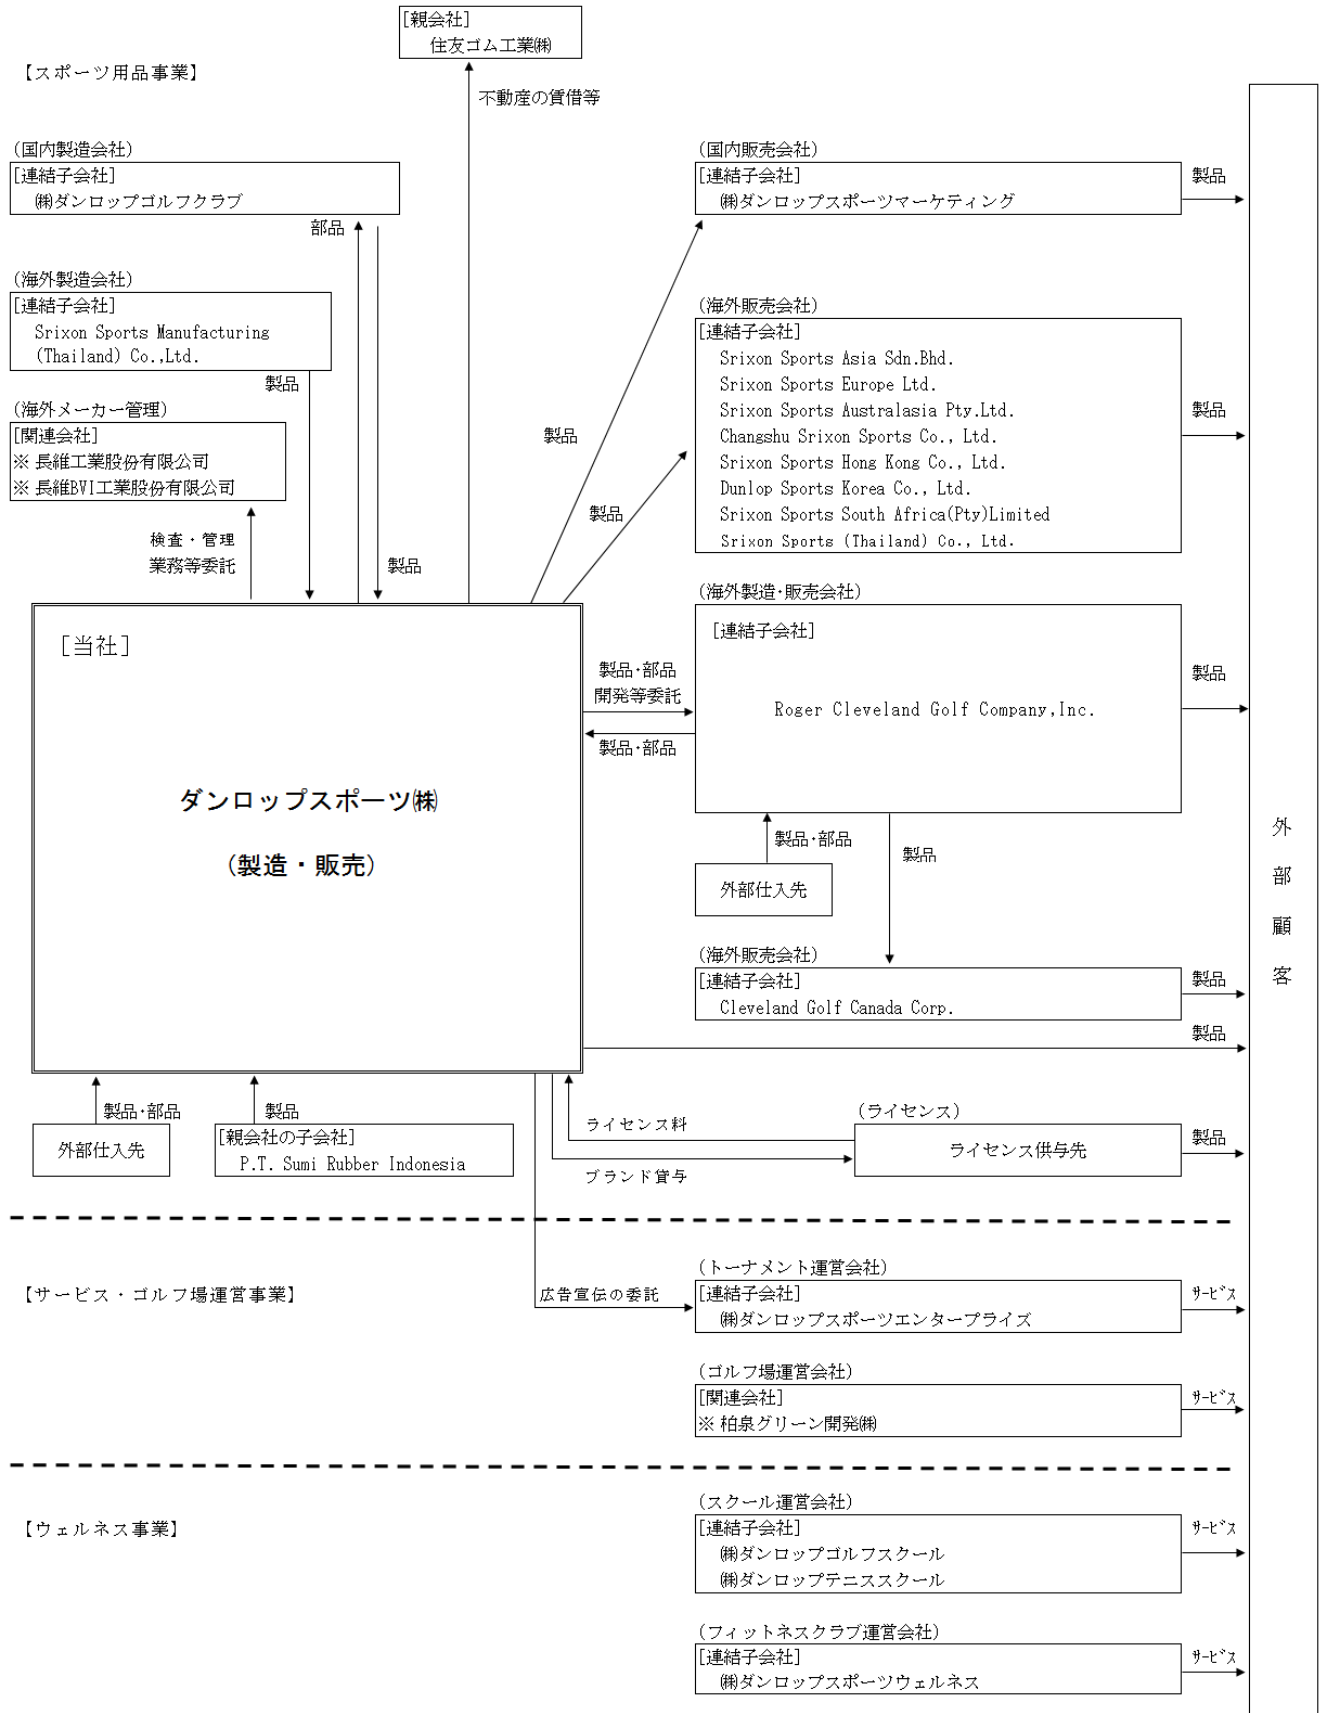 [親会社]
住友ゴム工業㈱
【スポーツ用品事業】
不動産の賃借等
(国内製造会社)
[連結子会社]
㈱ダンロップゴルフクラブ
部品
(海外製造会社)
[連結子会社]
Srixon Sports Manufacturing
(Thailand) Co.,Ltd.
製品
(海外メーカー管理)
[関連会社]
※ 長維工業股份有限公司
※ 長維BVI工業股份有限公司
検査・管理
業務等委託
製品
(国内販売会社)
[連結子会社]
㈱ダンロップスポーツマーケティング
製品
(海外販売会社)
[連結子会社]
Srixon Sports Asia Sdn.Bhd.
Srixon Sports Europe Ltd.
Srixon Sports Australasia Pty.Ltd.
Changshu Srixon Sports Co., Ltd.
Srixon Sports Hong Kong Co., Ltd.
Dunlop Sports Korea Co., Ltd.
Srixon Sports South Africa(Pty)Limited
Srixon Sports (Thailand) Co., Ltd.
製品
製品
製品
(海外製造・販売会社)
[連結子会社]
Roger Cleveland Golf Company,Inc.
製品
[当社]
ダンロップスポーツ㈱
(製造・販売)
製品・部品
開発等委託
製品・部品
製品・部品
外部仕入先
製品
(海外販売会社)
[連結子会社]
Cleveland Golf Canada Corp.
製品
製品
外部顧客
製品・部品
外部仕入先
製品
[親会社の子会社]
P.T. Sumi Rubber Indonesia
ライセンス料
ブランド貸与
(ライセンス)
ライセンス供与先
製品
【サービス・ゴルフ場運営事業】
広告宣伝の委託
(トーナメント運営会社)
[連結子会社]
㈱ダンロップスポーツエンタープライズ
ｻｰﾋﾞｽ
(ゴルフ場運営会社)
[関連会社]
※ 柏泉グリーン開発㈱
ｻｰﾋﾞｽ
【ウェルネス事業】
(スクール運営会社)
[連結子会社]
㈱ダンロップゴルフスクール
㈱ダンロップテニススクール
ｻｰﾋﾞｽ
(フィットネスクラブ運営会社)
[連結子会社]
㈱ダンロップスポーツウェルネス
ｻｰﾋﾞｽ